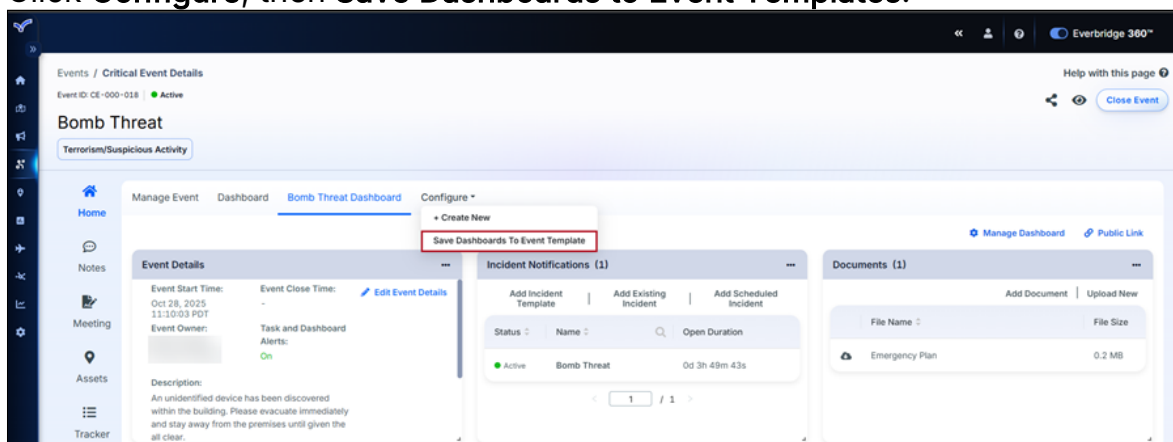 Click Configure, then Save Dashboards to Event Templates.
Everbridge 360™
Events / Critical Event Details
Help with this page
Event ID: CE-000-018 | Active
Close Event
Bomb Threat
Terrorism/Suspicious Activity
Home
Manage Event Dashboard Bomb Threat Dashboard Configure
+ Create New
Save Dashboards To Event Template
Manage Dashboard Public Link
Notes
Event Details
Event Start Time: Event Close Time: Edit Event Details
Oct 28, 2025 -
11:10:03 PDT
Event Owner: Task and Dashboard
Alerts:
On
Description:
An unidentified device has been discovered
within the building. Please evacuate immediately
and stay away from the premises until given the
all clear.
Incident Notifications (1)
Add Incident Template | Add Existing Incident | Add Scheduled Incident
Status Name Open Duration
Active Bomb Threat 0d 3h 49m 43s
1 / 1
Documents (1)
Add Document | Upload New
File Name File Size
Emergency Plan 0.2 MB
Meeting
Assets
Tracker